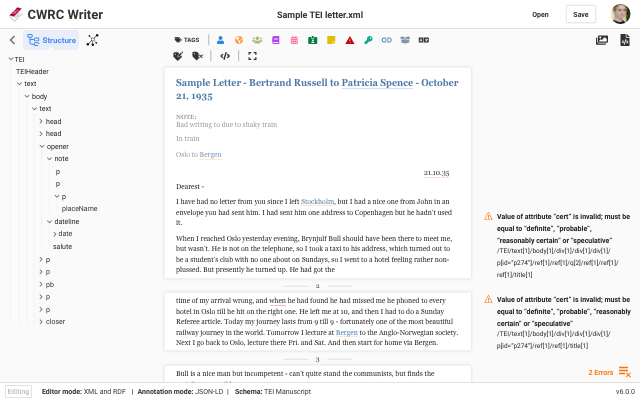 CWRC Writer
Sample TEI letter.xml
Open
Save
Structure
TAGS
TEI
TEIHeader
text
body
text
head
head
opener
note
p
p
p
placeName
dateline
date
salute
p
p
pb
p
p
closer
Sample Letter - Bertrand Russell to Patricia Spence - October
21, 1935
NOTE:
Bad writing to due to shaky train
In train
Oslo to Bergen
21.10.35
Dearest -
I have had no letter from you since I left Stockholm, but I had a nice one from John in an
envelope you had sent him. I had sent him one address to Copenhagen but he hadn't used
it.
When I reached Oslo yesterday evening, Brynjulf Bull should have been there to meet me,
but wasn't. He is not on the telephone, so I took a taxi to his address, which turned out to
be a student's club with no one about on Sundays, so I went to a hotel feeling rather non-
plussed. But presently he turned up. He had got the
2
time of my arrival wrong, and when he had found he had missed me he phoned to every
hotel in Oslo till he hit on the right one. He left me at 10, and then I had to do a Sunday
Referee article. Today my journey lasts from 9 till 9 - fortunately one of the most beautiful
railway journey in the world. Tomorrow I lecture at Bergen to the Anglo-Norwegian society.
Next I go back to Oslo, lecture there Fri. and Sat. And then start for home via Bergen.
3
Bull is a nice man but incompetent - can't quite stand the communists, but finds the
Value of attribute "cert" is invalid; must be
equal to "definite", "probable",
"reasonably certain" or "speculative"
/TEI/text[1]/body[1]/div[1]/div[1]/
p[id="p274"]/ref[1]/ref[1]/q[2]/ref[1]/ref[1]/
ref[1]/title[1]
Value of attribute "cert" is invalid; must be
equal to "definite", "probable", "reasonably
certain" or "speculative"
/TEI/text[1]/body[1]/div[1]/div[1]/
p[id="p274"]/ref[1]/ref[1]/title[1]
2 Errors
Editing
Editor mode: XML and RDF | Annotation mode: JSON-LD | Schema: TEI Manuscript
v6.0.0